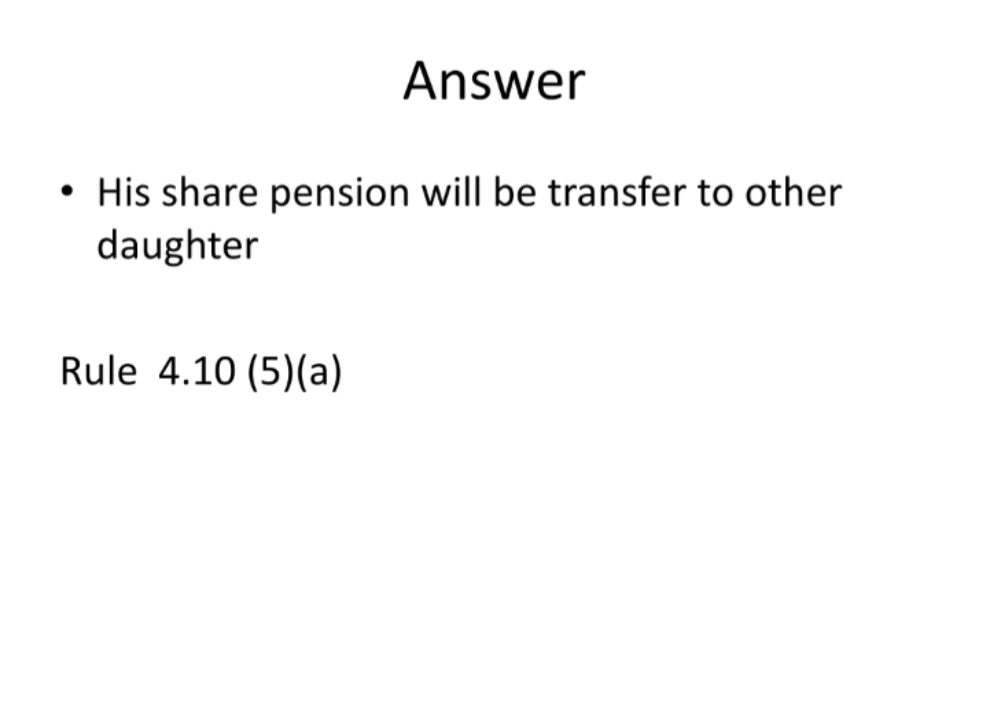 Answer
• His share pension will be transfer to other
daughter
Rule 4.10 (5)(a)